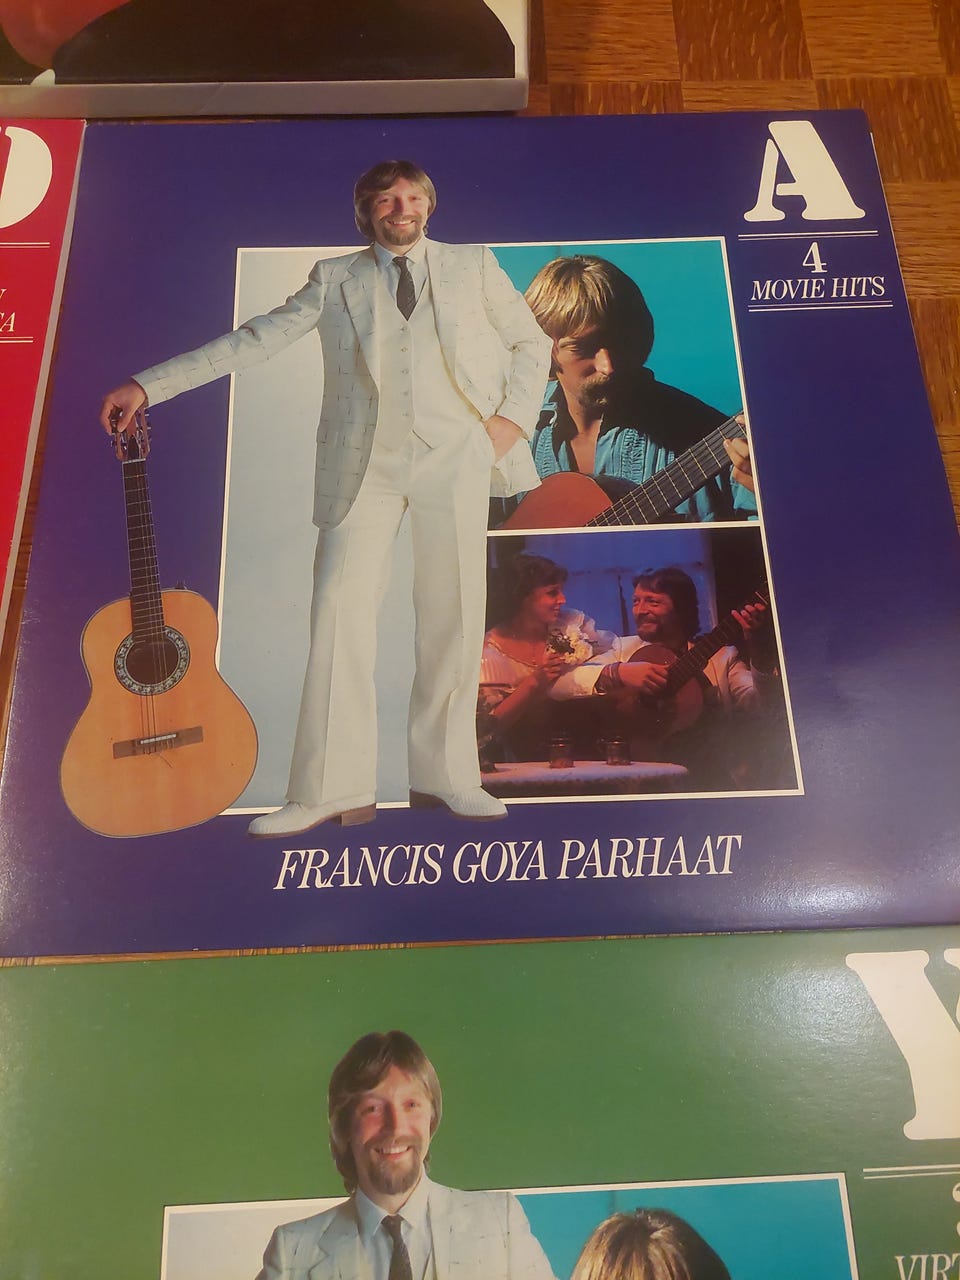 A
4
MOVIE HITS
FRANCIS GOYA PARHAAT